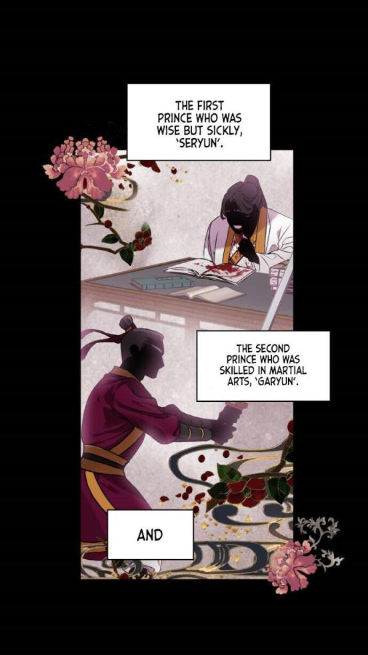 THE FIRST
PRINCE WHO WAS
WISE BUT SICKLY,
'SERYUN'.
THE SECOND
PRINCE WHO WAS
SKILLED IN MARTIAL
ARTS, 'GARYUN'.
AND